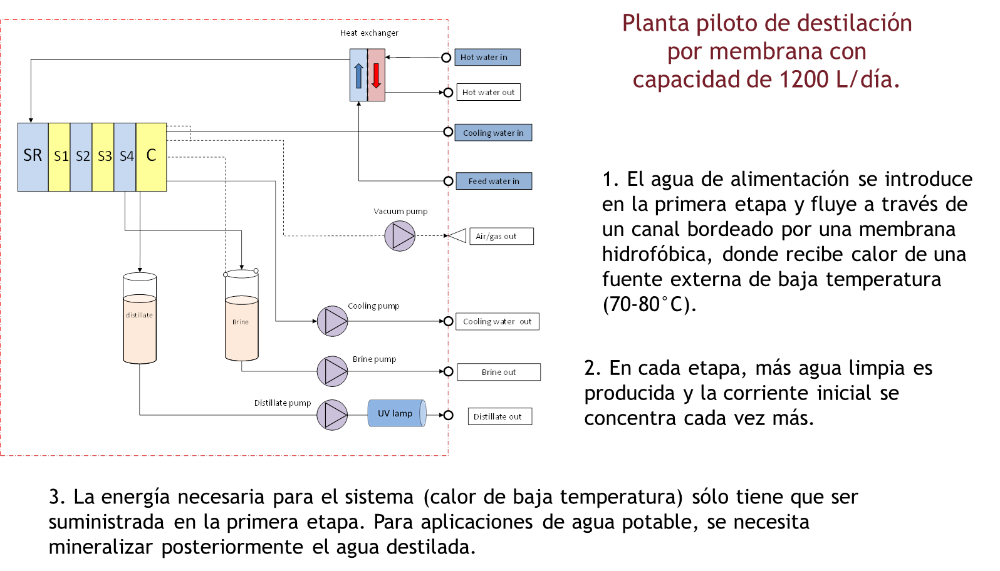 Planta piloto de destilación
por membrana con
capacidad de 1200 L/día.
Heat exchanger
Hot water in
Hot water out
Cooling water in
Feed water in
SR
S1
S2
S3
S4
C
Vacuum pump
Air/gas out
distillate
Brine
Cooling pump
Cooling water out
Brine pump
Brine out
Distillate pump
UV lamp
Distillate out
1. El agua de alimentación se introduce
en la primera etapa y fluye a través de
un canal bordeado por una membrana
hidrofóbica, donde recibe calor de una
fuente externa de baja temperatura
(70-80°C).
2. En cada etapa, más agua limpia es
producida y la corriente inicial se
concentra cada vez más.
3. La energía necesaria para el sistema (calor de baja temperatura) sólo tiene que ser
suministrada en la primera etapa. Para aplicaciones de agua potable, se necesita
mineralizar posteriormente el agua destilada.